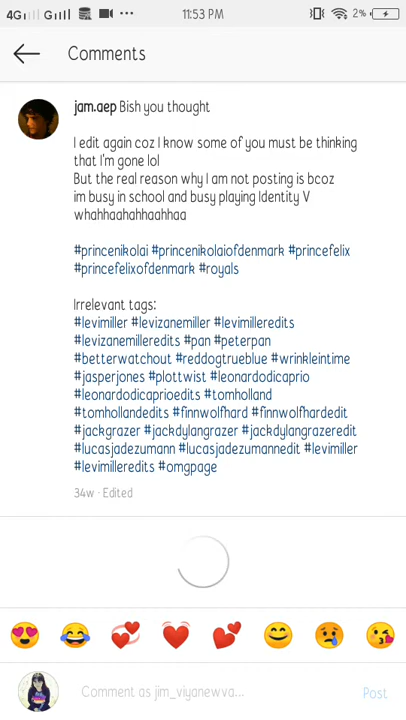 4G G 11:53 PM 2%
Comments
jam.aep Bish you thought
I edit again coz I know some of you must be thinking
that I'm gone lol
But the real reason why I am not posting is bcoz
im busy in school and busy playing Identity V
whahhaahahhaahhaa
#princenikolai #princenikolaiofdenmark #princefelix
#princefelixofdenmark #royals
Irrelevant tags:
#levimiller #levizanemiller #levimilleredits
#levizanemilleredits #pan #peterpan
#betterwatchout #reddogtrueblue #wrinkleintime
#jasperjones #plottwist #leonardodicaprio
#leonardodicaprioedits #tomholland
#tomhollandedits #finnwolfhard #finnwolfhardedit
#jackgrazer #jackdylangrazer #jackdylangrazeredit
#lucasjadezumann #lucasjadezumannedit #levimiller
#levimilleredits #omgpage
34w · Edited
Comment as jim_viyanewva... Post